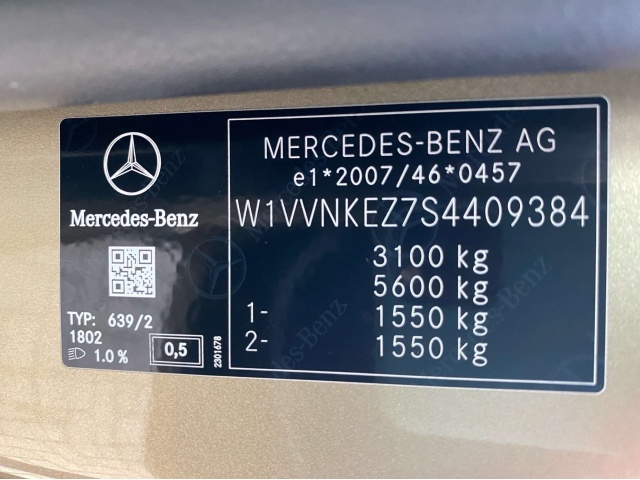 Mercedes-Benz
TYP: 639/2
1802
1.0 %
0,5
2301678
MERCEDES-BENZ AG
e1*2007/46*0457
W1VVNKEZ7S4409384
3100 kg
5600 kg
1- 1550 kg
2- 1550 kg